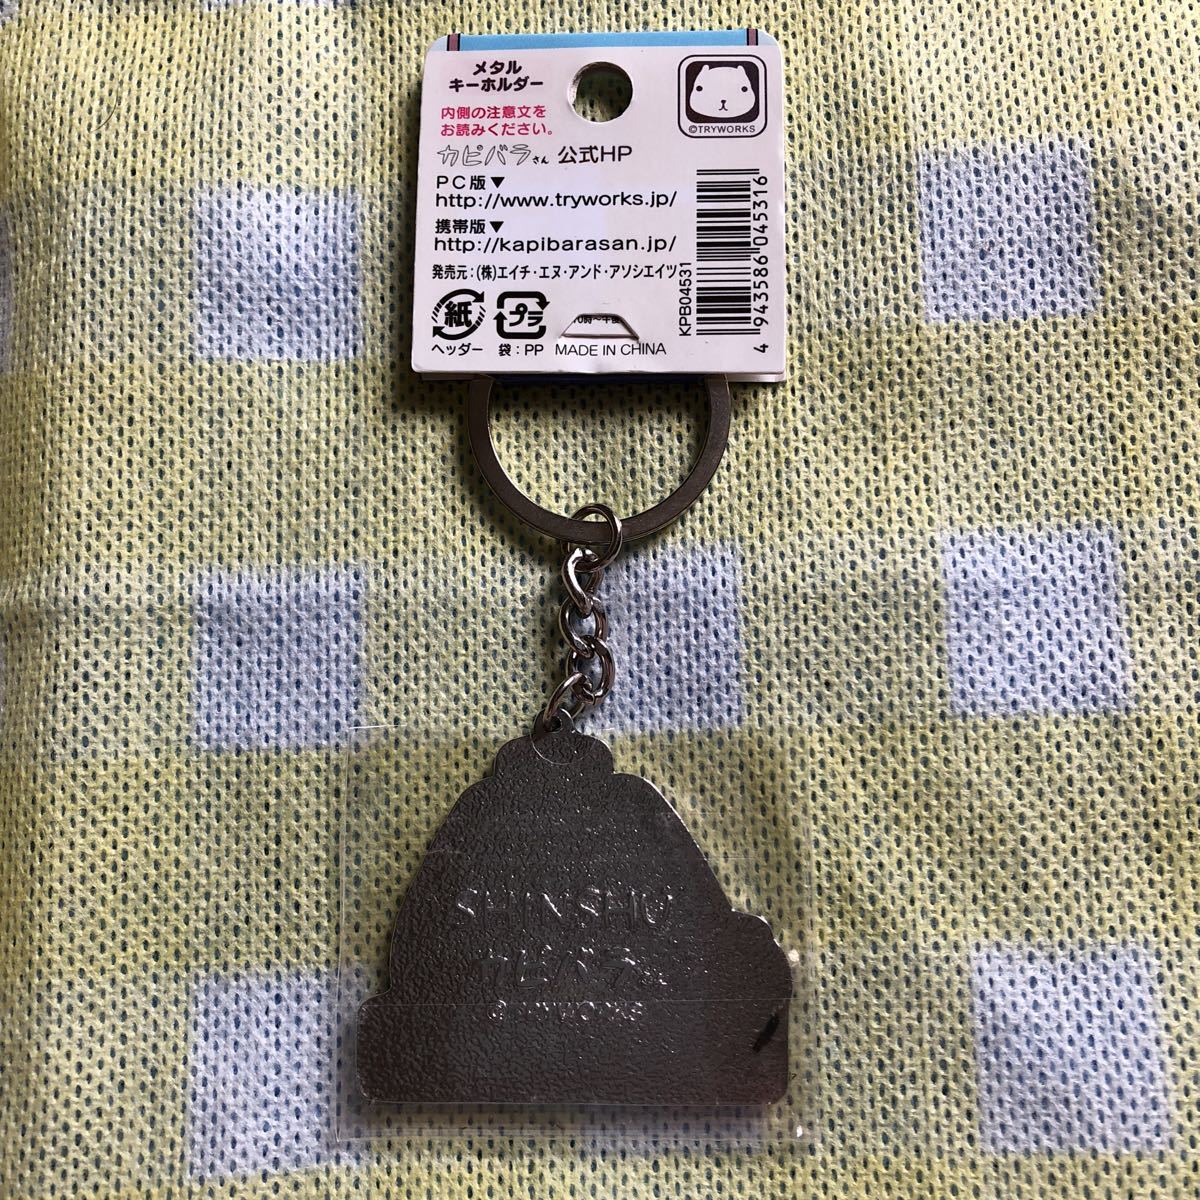 メタル
キーホルダー
内側の注意文を
お読みください。
©TRYWORKS
カピバラさん 公式HP
PC版▼
http://www.tryworks.jp/
携帯版▼
http://kapibarasan.jp/
発売元：(株)エイチ・エヌ・アンド・アソシエイツ
紙
プラ
ヘッダー 袋：PP MADE IN CHINA
KPB04531
4 943586 045316
SHINSHU
カピバラさん
©TRYWORKS